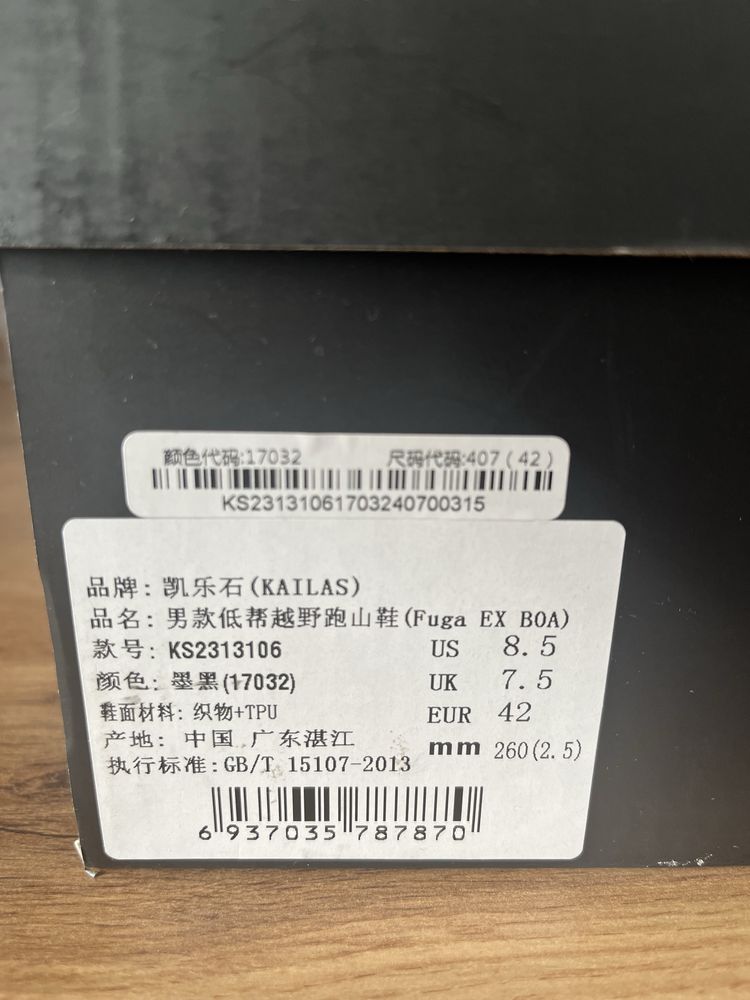 颜色代码:17032 尺码代码:407(42)
KS2313106170324070​0315
品牌: 凯乐石(KAILAS)
品名: 男款低帮越野跑山鞋(Fuga EX BOA)
款号: KS2313106 US 8.5
颜色: 墨黑(17032) UK 7.5
鞋面材料: 织物+TPU EUR 42
产地: 中国 广东湛江 mm 260(2.5)
执行标准:GB/T 15107-2013
6 937035 787870